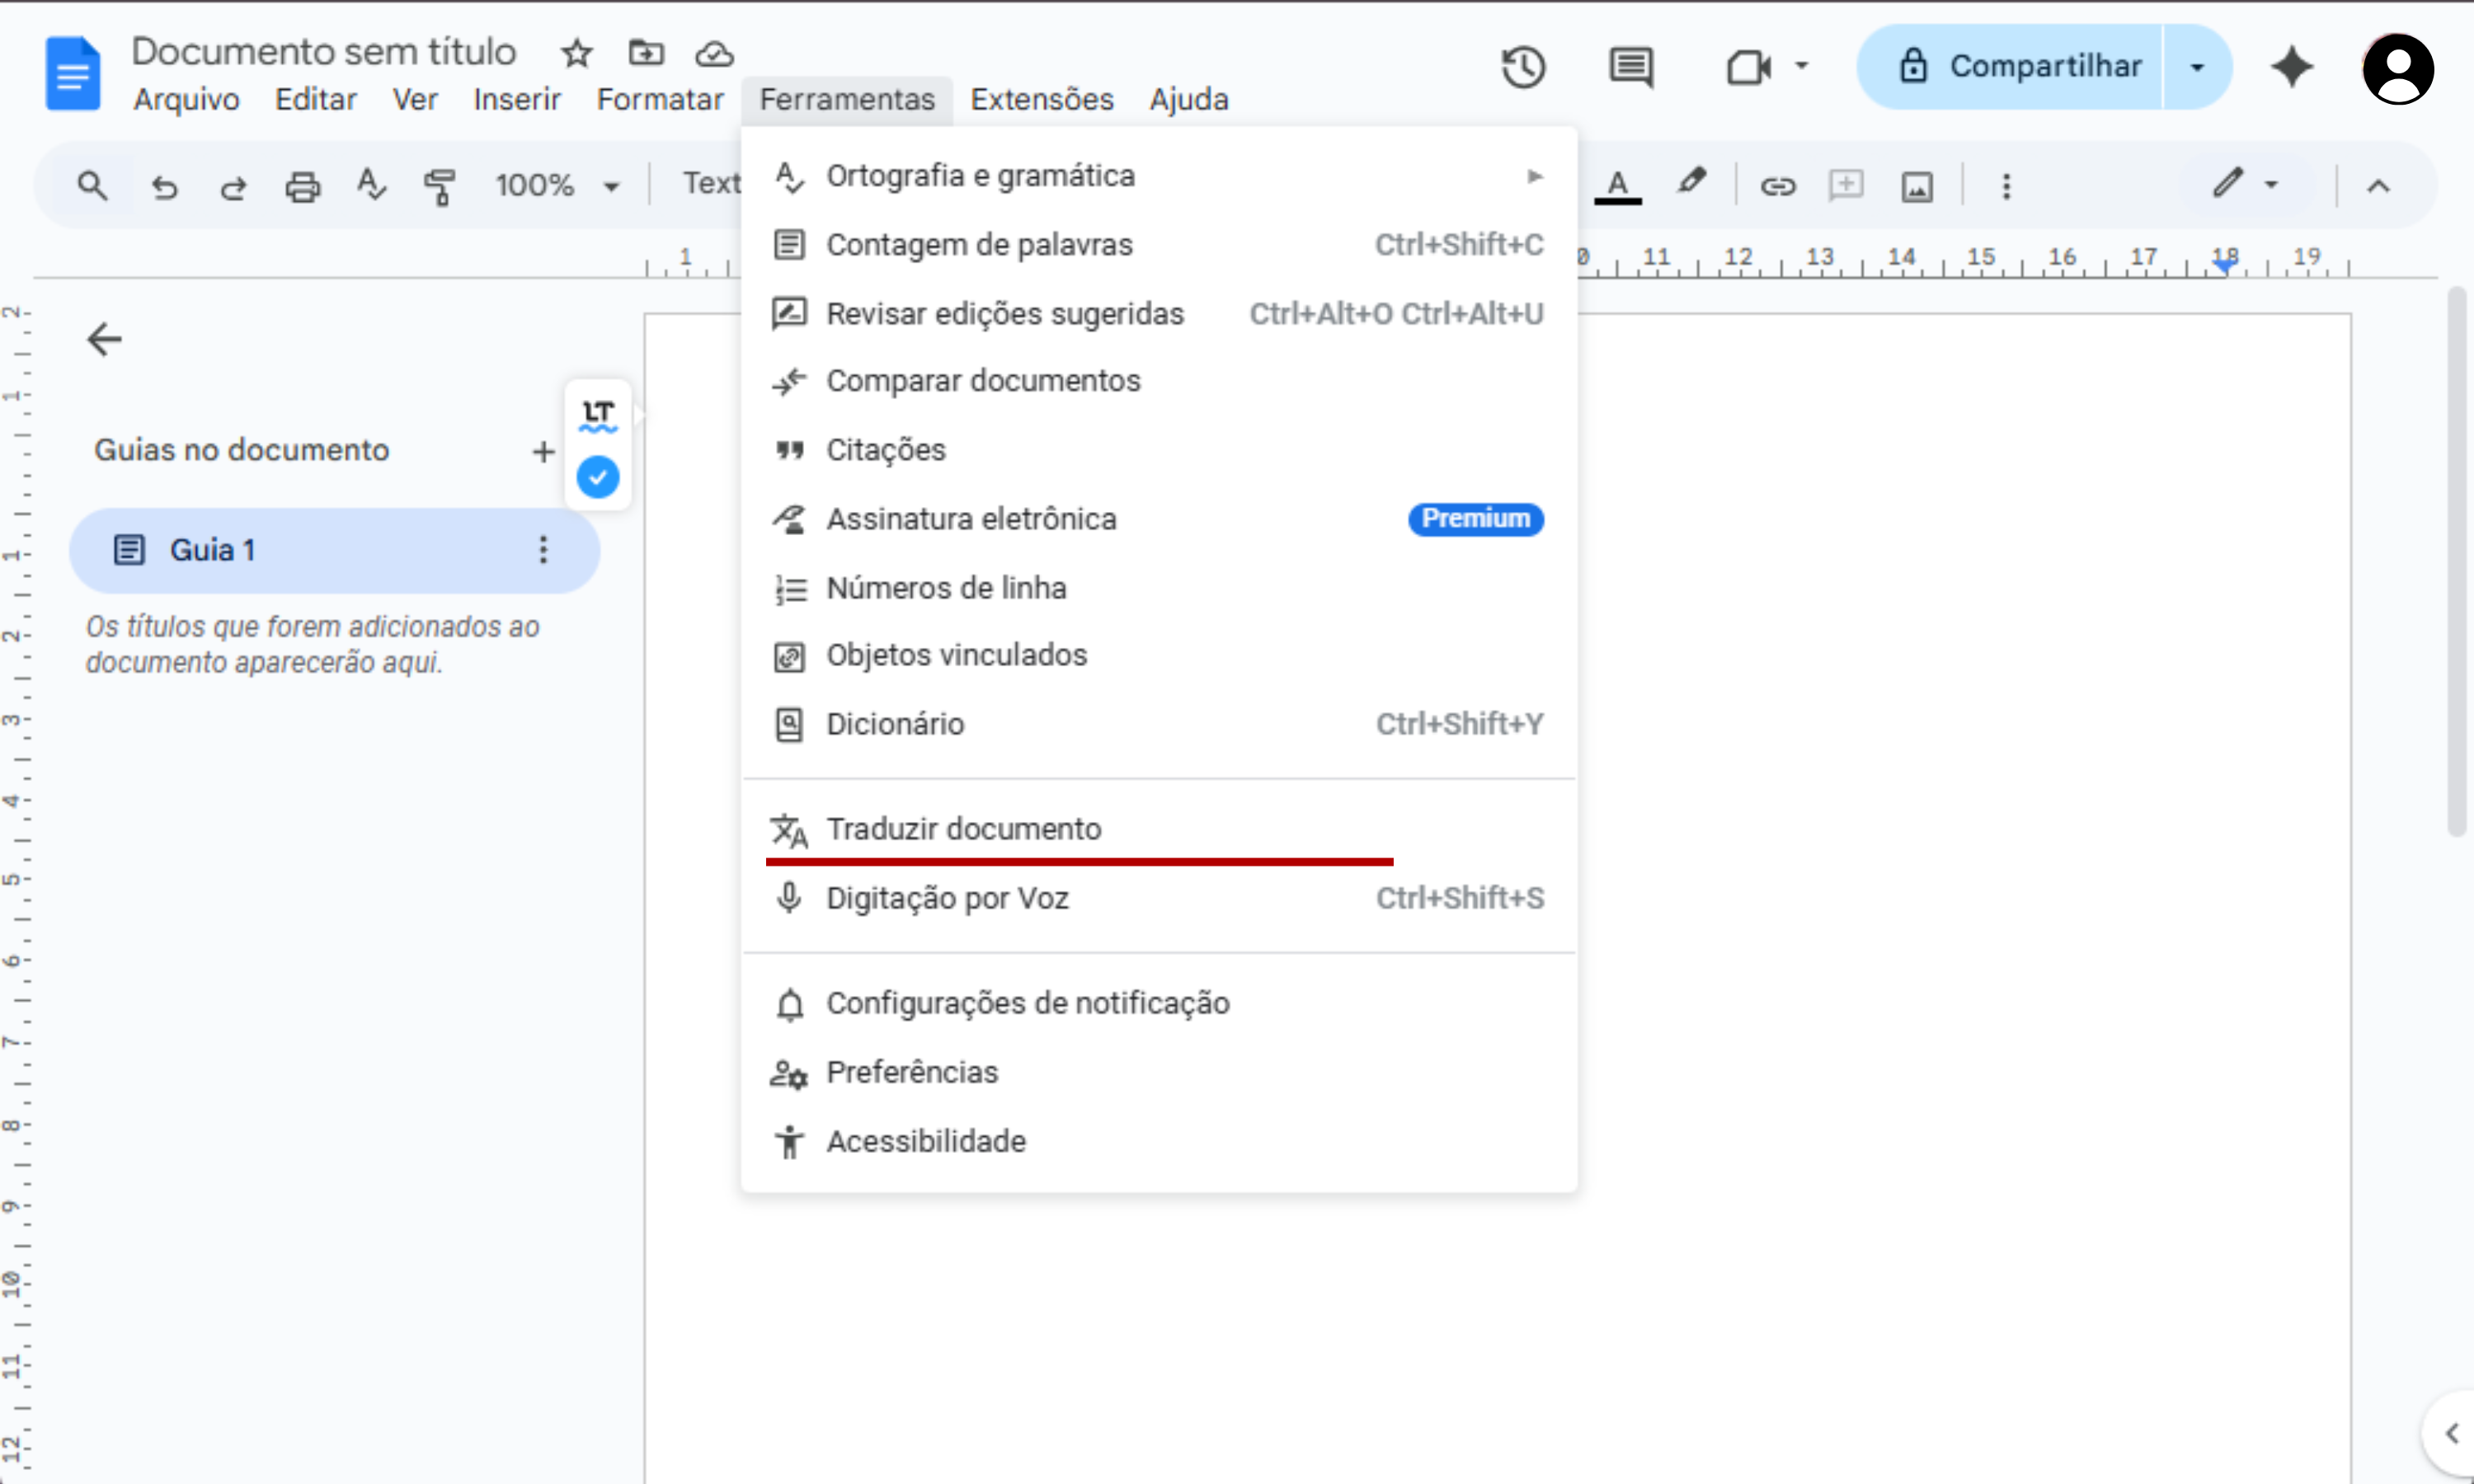 Documento sem título
Arquivo Editar Ver Inserir Formatar Ferramentas Extensões Ajuda
Compartilhar
100% Text
A
1 0 11 12 13 14 15 16 17 18 19
Ortografia e gramática
Contagem de palavras Ctrl+Shift+C
Revisar edições sugeridas Ctrl+Alt+O Ctrl+Alt+U
Comparar documentos
Citações
Assinatura eletrônica Premium
Números de linha
Objetos vinculados
Dicionário Ctrl+Shift+Y
Traduzir documento
Digitação por Voz Ctrl+Shift+S
Configurações de notificação
Preferências
Acessibilidade
LT
Guias no documento
Guia 1
Os títulos que forem adicionados ao
documento aparecerão aqui.
2
1
1
2
3
4
5
6
7
8
9
10
11
12